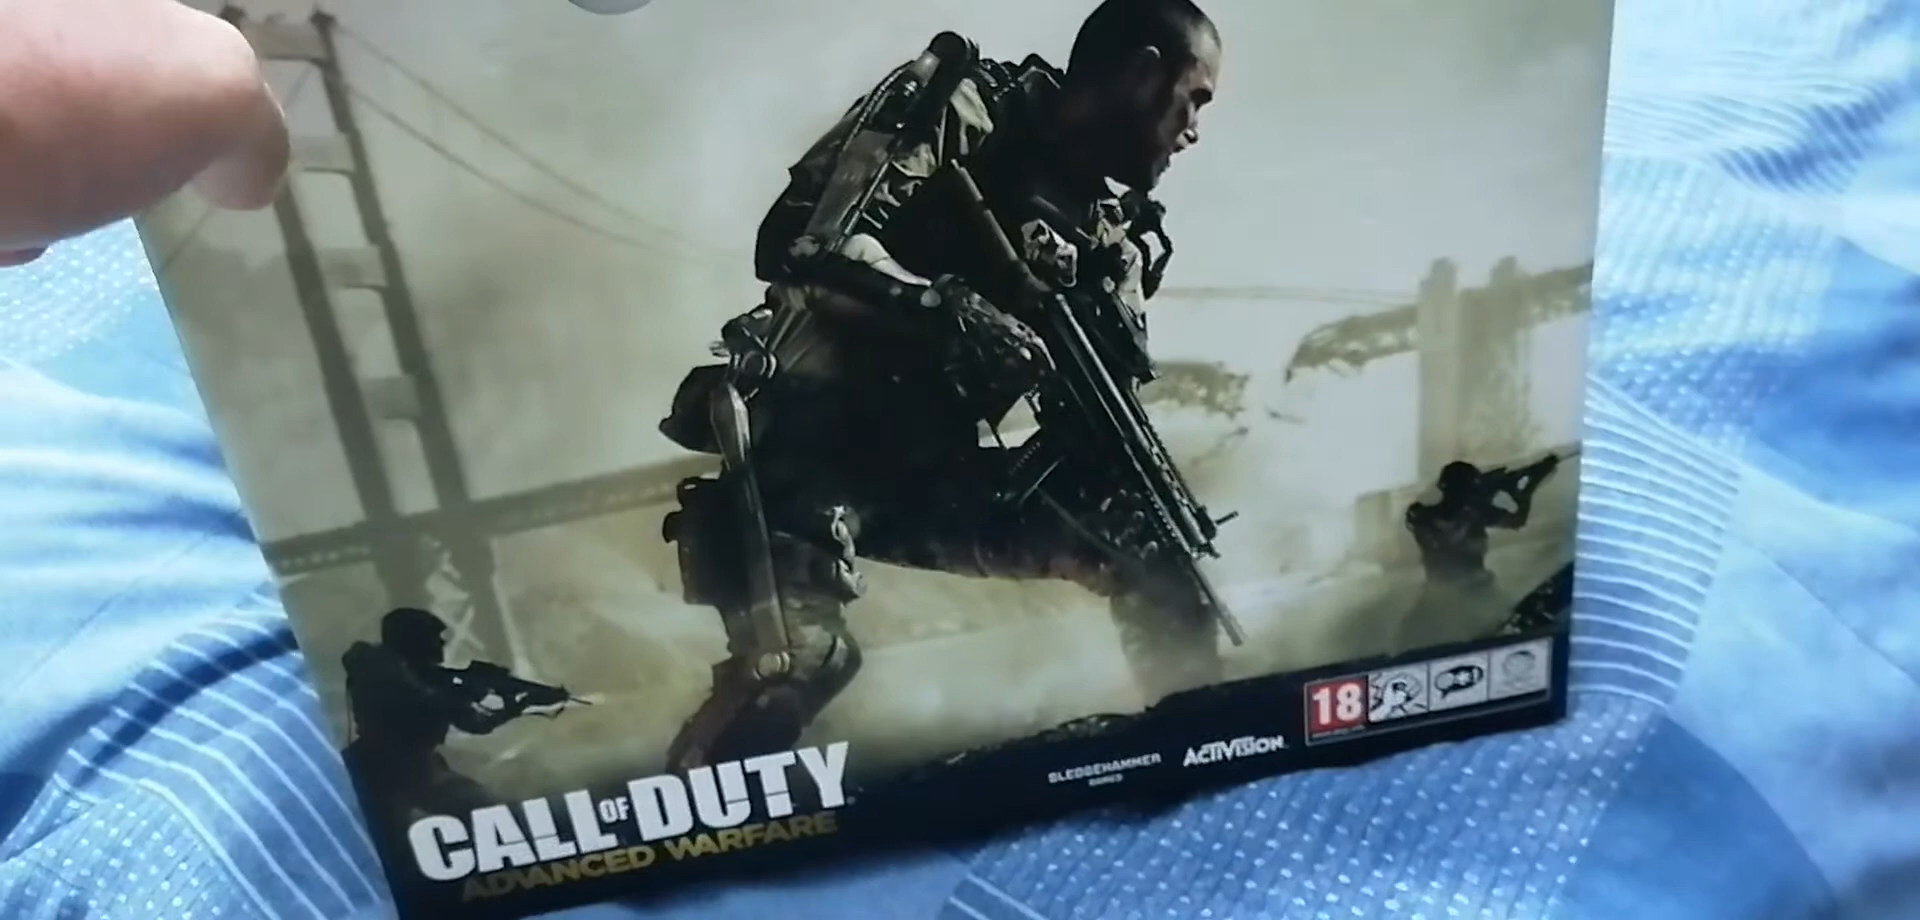 CALL OF DUTY
ADVANCED WARFARE
SLEDGEHAMMER
GAMES
ACTIVISION
18